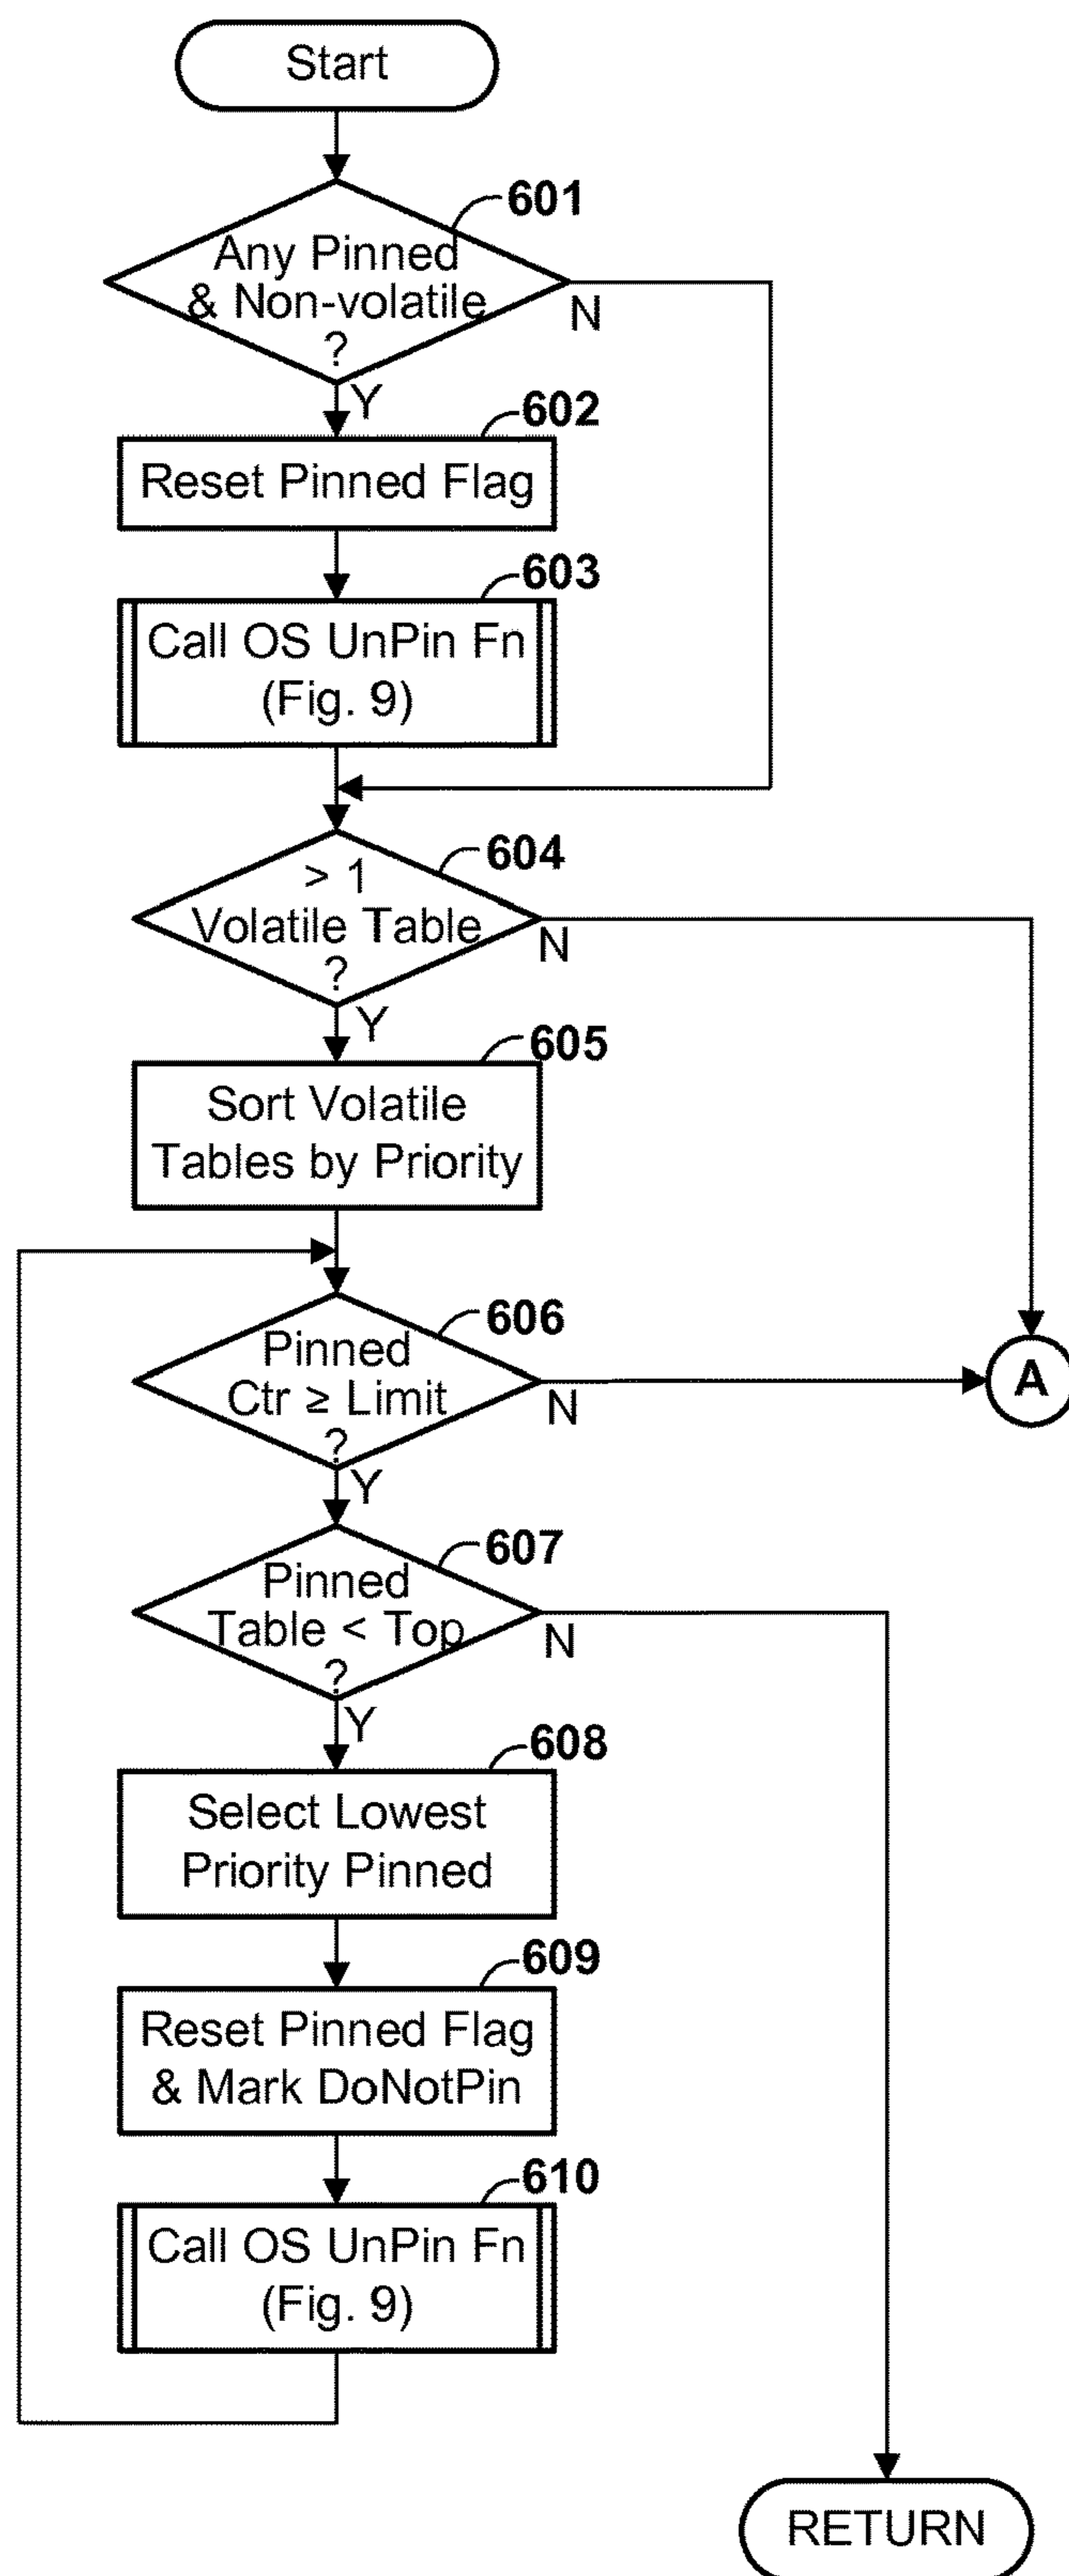 Start
601
Any Pinned
& Non-volatile
?
N
Y
602
Reset Pinned Flag
603
Call OS UnPin Fn
(Fig. 9)
604
> 1
Volatile Table
?
N
Y
605
Sort Volatile
Tables by Priority
606
Pinned
Ctr ≥ Limit
?
N
A
Y
607
Pinned
Table < Top
?
N
Y
608
Select Lowest
Priority Pinned
609
Reset Pinned Flag
& Mark DoNotPin
610
Call OS UnPin Fn
(Fig. 9)
RETURN